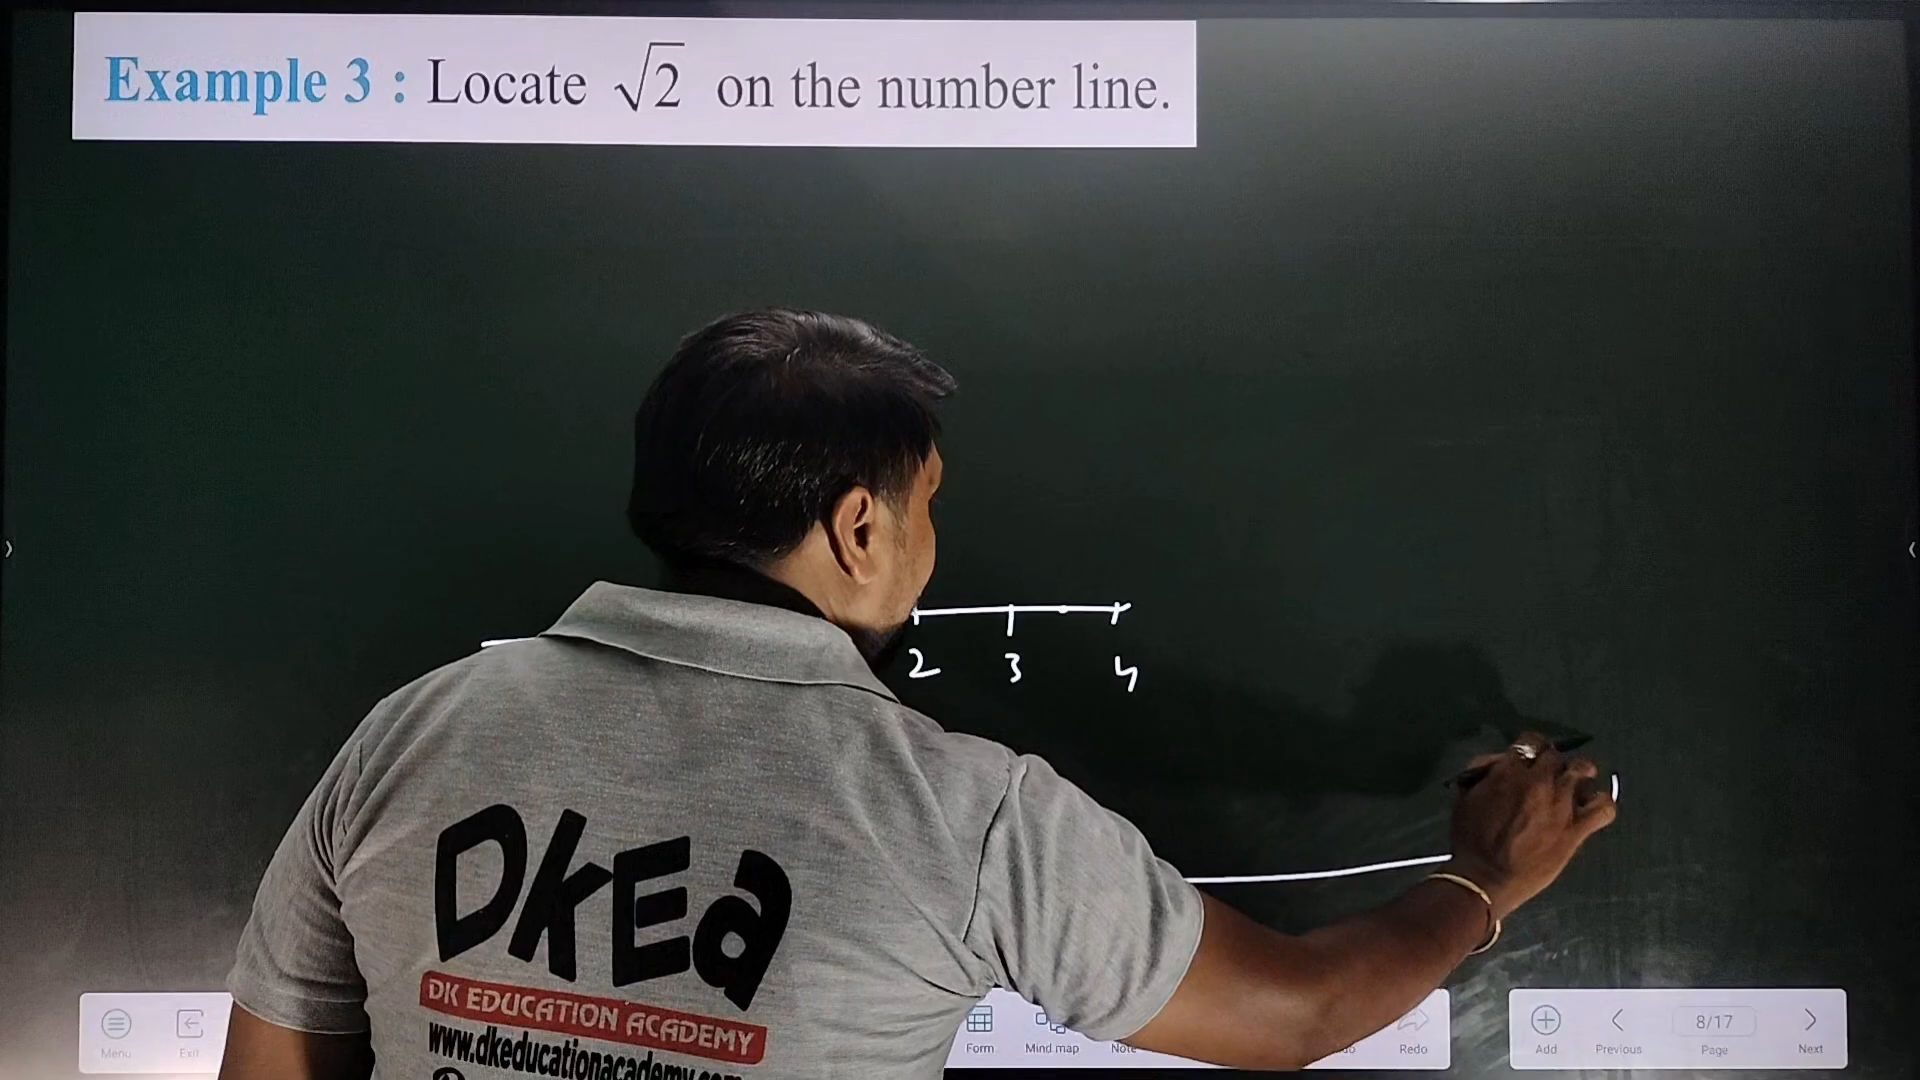 Example 3 : Locate √2 on the number line.
2 3 4
DKEa
DK EDUCATION ACADEMY
www.dkeducationacademy.com
Menu Exit Form Mind map Note Redo Add Previous 8/17 Page Next